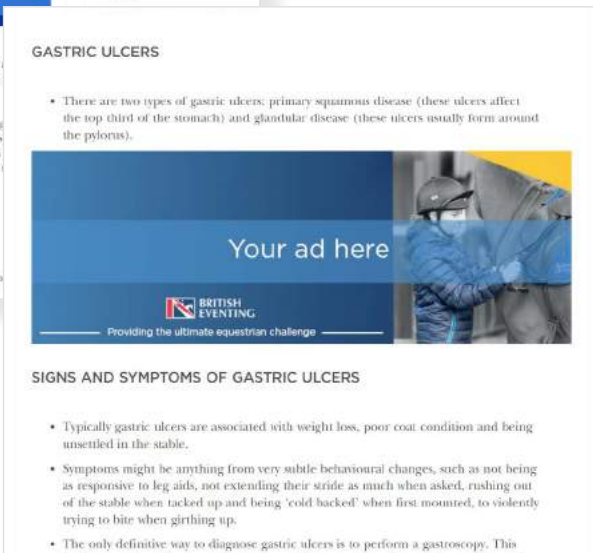 GASTRIC ULCERS
• There are two types of gastric ulcers: primary squamous disease (these ulcers affect
the top third of the stomach) and glandular disease (these ulcers usually form around
the pylorus).
Your ad here
BRITISH
EVENTING
Providing the ultimate equestrian challenge
SIGNS AND SYMPTOMS OF GASTRIC ULCERS
• Typically gastric ulcers are associated with weight loss, poor coat condition and being
unsettled in the stable.
• Symptoms might be anything from very subtle behavioural changes, such as not being
as responsive to leg aids, not extending their stride as much when asked, rushing out
of the stable when tacked up and being ‘cold backed’ when first mounted, to violently
trying to bite when girthing up.
• The only definitive way to diagnose gastric ulcers is to perform a gastroscopy. This